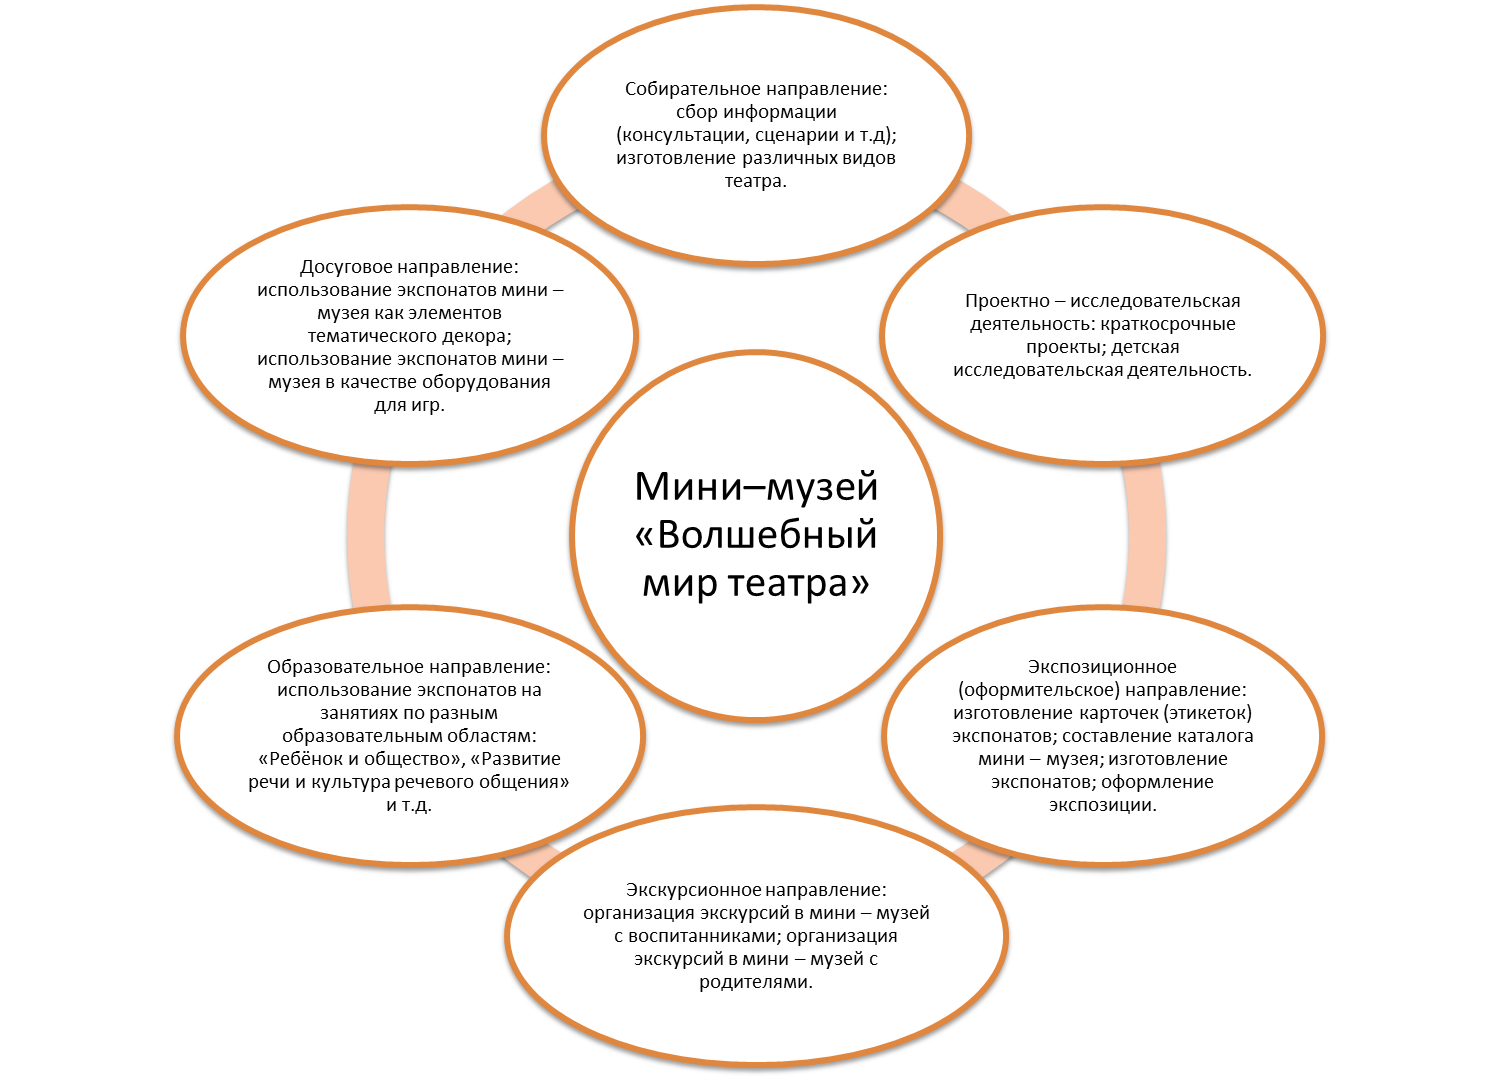 Собирательное направление:
сбор информации
(консультации, сценарии и т.д);
изготовление различных видов
театра.
Проектно – исследовательская
деятельность: краткосрочные
проекты; детская
исследовательская деятельность.
Экспозиционное
(оформительское) направление:
изготовление карточек (этикеток)
экспонатов; составление каталога
мини – музея; изготовление
экспонатов; оформление
экспозиции.
Экскурсионное направление:
организация экскурсий в мини – музей
с воспитанниками; организация
экскурсий в мини – музей с
родителями.
Образовательное направление:
использование экспонатов на
занятиях по разным
образовательным областям:
«Ребёнок и общество», «Развитие
речи и культура речевого общения»
и т.д.
Досуговое направление:
использование экспонатов мини –
музея как элементов
тематического декора;
использование экспонатов мини –
музея в качестве оборудования
для игр.
Мини–музей
«Волшебный
мир театра»